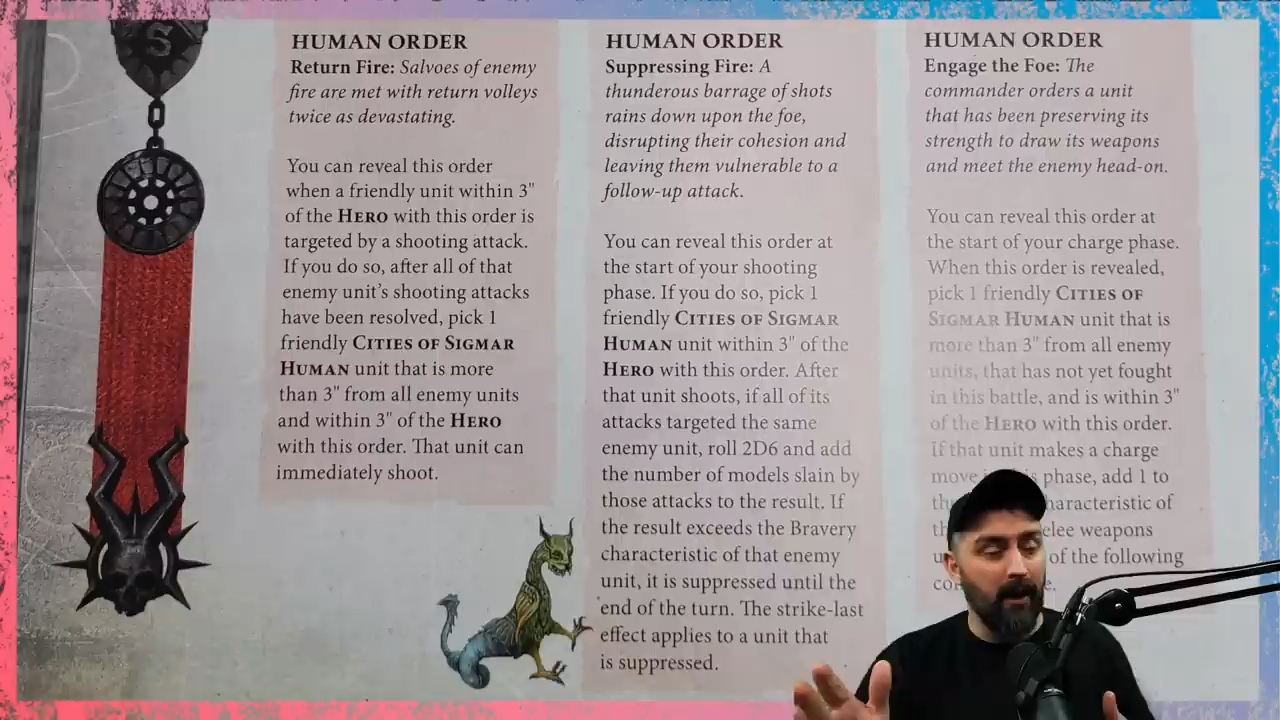 S
HUMAN ORDER
Return Fire: Salvoes of enemy
fire are met with return volleys
twice as devastating.
You can reveal this order
when a friendly unit within 3"
of the HERO with this order is
targeted by a shooting attack.
If you do so, after all of that
enemy unit's shooting attacks
have been resolved, pick 1
friendly CITIES OF SIGMAR
HUMAN unit that is more
than 3" from all enemy units
and within 3" of the HERO
with this order. That unit can
immediately shoot.
HUMAN ORDER
Suppressing Fire: A
thunderous barrage of shots
rains down upon the foe,
disrupting their cohesion and
leaving them vulnerable to a
follow-up attack.
You can reveal this order at
the start of your shooting
phase. If you do so, pick 1
friendly CITIES OF SIGMAR
HUMAN unit within 3" of the
HERO with this order. After
that unit shoots, if all of its
attacks targeted the same
enemy unit, roll 2D6 and add
the number of models slain by
those attacks to the result. If
the result exceeds the Bravery
characteristic of that enemy
unit, it is suppressed until the
end of the turn. The strike-last
effect applies to a unit that
is suppressed.
HUMAN ORDER
Engage the Foe: The
commander orders a unit
that has been preserving its
strength to draw its weapons
and meet the enemy head-on.
You can reveal this order at
the start of your charge phase.
When this order is revealed,
pick 1 friendly CITIES OF
SIGMAR HUMAN unit that is
more than 3" from all enemy
units, that has not yet fought
in this battle, and is within 3"
of the HERO with this order.
If that unit makes a charge
move phase, add 1 to
of
weapons
of the following